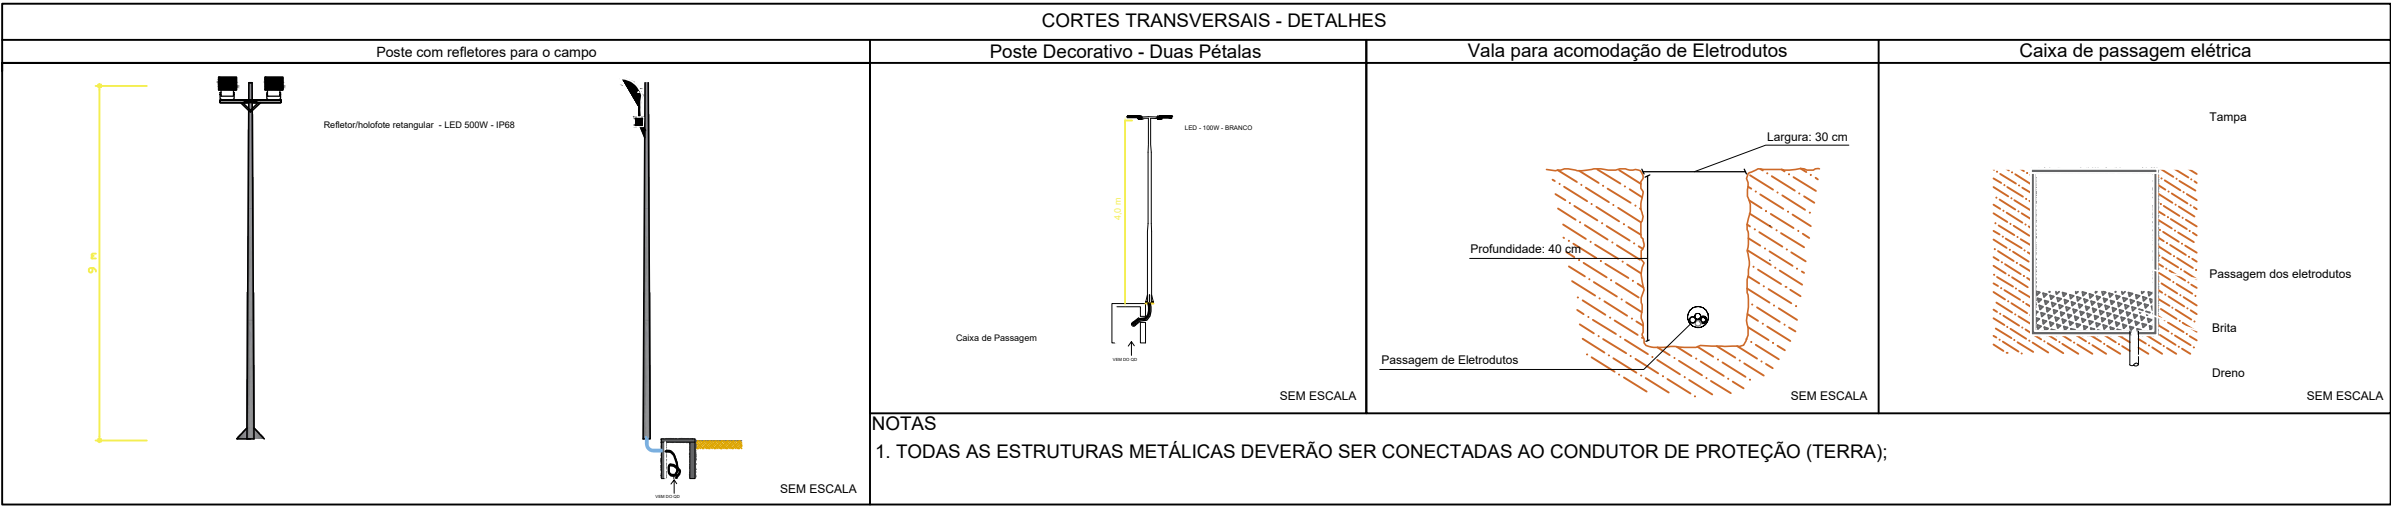 CORTES TRANSVERSAIS - DETALHES
Poste com refletores para o campo
Poste Decorativo - Duas Pétalas
Vala para acomodação de Eletrodutos
Caixa de passagem elétrica
9 m
Refletor/holofote retangular - LED 500W - IP68
VEM DO QD
SEM ESCALA
LED - 100W - BRANCO
4,0 m
Caixa de Passagem
VEM DO QD
SEM ESCALA
Largura: 30 cm
Profundidade: 40 cm
Passagem de Eletrodutos
SEM ESCALA
Tampa
Passagem dos eletrodutos
Brita
Dreno
SEM ESCALA
NOTAS
1. TODAS AS ESTRUTURAS METÁLICAS DEVERÃO SER CONECTADAS AO CONDUTOR DE PROTEÇÃO (TERRA);